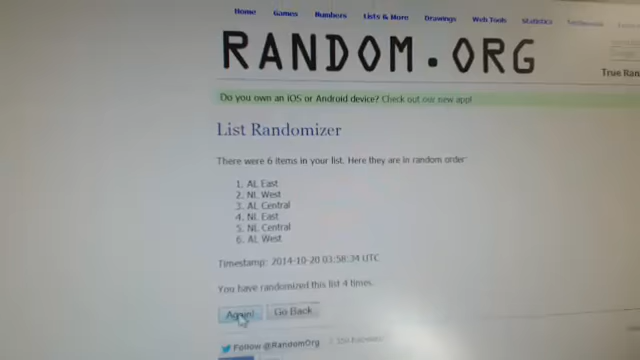 Home Games Numbers Lists & More Drawings Web Tools Statistics Testimonials
RANDOM.ORG
True Ran
Do you own an iOS or Android device? Check out our new app!
List Randomizer
There were 6 items in your list. Here they are in random order:
1. AL East
2. NL West
3. AL Central
4. NL East
5. NL Central
6. AL West
Timestamp: 2014-10-20 03:58:34 UTC
You have randomized this list 4 times.
Again! Go Back
Follow @RandomOrg